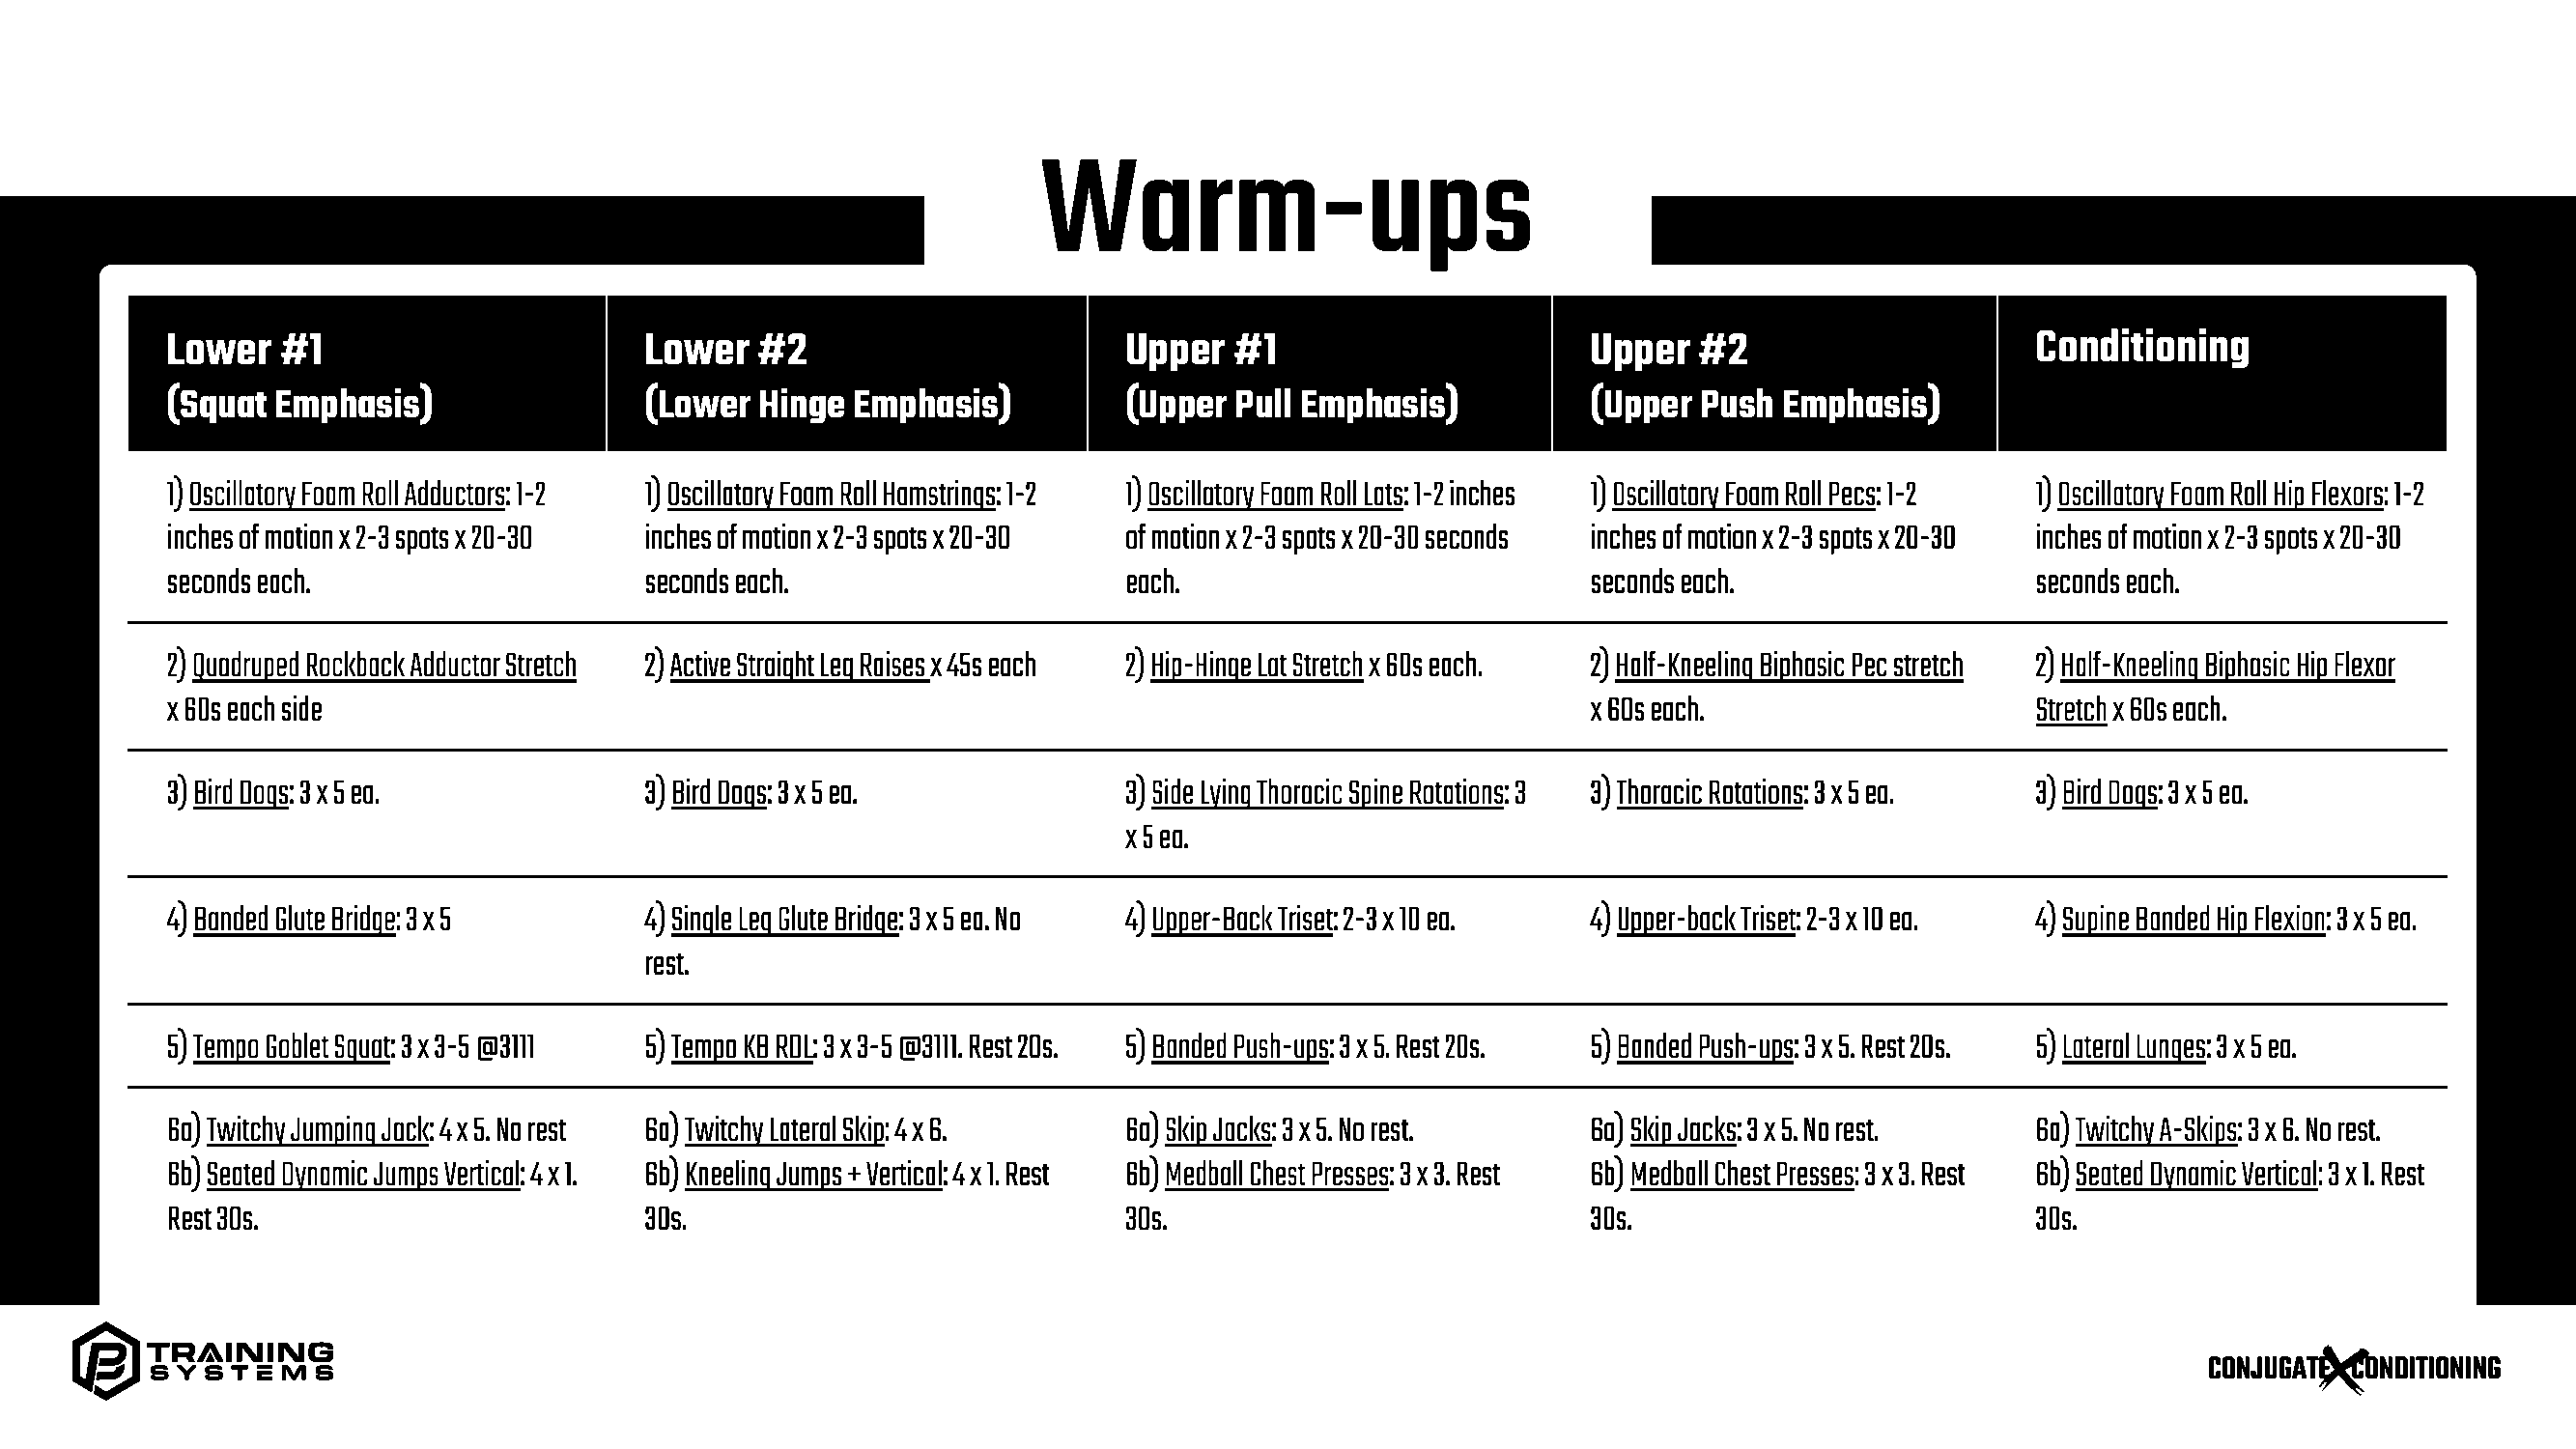 Warm-ups
Lower #1
(Squat Emphasis)
Lower #2
(Lower Hinge Emphasis)
Upper #1
(Upper Pull Emphasis)
Upper #2
(Upper Push Emphasis)
Conditioning
1) Oscillatory Foam Roll Adductors: 1-2
inches of motion x 2-3 spots x 20-30
seconds each.
1) Oscillatory Foam Roll Hamstrings: 1-2
inches of motion x 2-3 spots x 20-30
seconds each.
1) Oscillatory Foam Roll Lats: 1-2 inches
of motion x 2-3 spots x 20-30 seconds
each.
1) Oscillatory Foam Roll Pecs: 1-2
inches of motion x 2-3 spots x 20-30
seconds each.
1) Oscillatory Foam Roll Hip Flexors: 1-2
inches of motion x 2-3 spots x 20-30
seconds each.
2) Quadruped Rockback Adductor Stretch
x 60s each side
2) Active Straight Leg Raises x 45s each
2) Hip-Hinge Lat Stretch x 60s each.
2) Half-Kneeling Biphasic Pec stretch
x 60s each.
2) Half-Kneeling Biphasic Hip Flexor
Stretch x 60s each.
3) Bird Dogs: 3 x 5 ea.
3) Bird Dogs: 3 x 5 ea.
3) Side Lying Thoracic Spine Rotations: 3
x 5 ea.
3) Thoracic Rotations: 3 x 5 ea.
3) Bird Dogs: 3 x 5 ea.
4) Banded Glute Bridge: 3 x 5
4) Single Leg Glute Bridge: 3 x 5 ea. No
rest.
4) Upper-Back Triset: 2-3 x 10 ea.
4) Upper-back Triset: 2-3 x 10 ea.
4) Supine Banded Hip Flexion: 3 x 5 ea.
5) Tempo Goblet Squat: 3 x 3-5 @3111
5) Tempo KB RDL: 3 x 3-5 @3111. Rest 20s.
5) Banded Push-ups: 3 x 5. Rest 20s.
5) Banded Push-ups: 3 x 5. Rest 20s.
5) Lateral Lunges: 3 x 5 ea.
6a) Twitchy Jumping Jack: 4 x 5. No rest
6b) Seated Dynamic Jumps Vertical: 4 x 1.
Rest 30s.
6a) Twitchy Lateral Skip: 4 x 6.
6b) Kneeling Jumps + Vertical: 4 x 1. Rest
30s.
6a) Skip Jacks: 3 x 5. No rest.
6b) Medball Chest Presses: 3 x 3. Rest
30s.
6a) Skip Jacks: 3 x 5. No rest.
6b) Medball Chest Presses: 3 x 3. Rest
30s.
6a) Twitchy A-Skips: 3 x 6. No rest.
6b) Seated Dynamic Vertical: 3 x 1. Rest
30s.
TRAINING
SYSTEMS
CONJUGATE X CONDITIONING